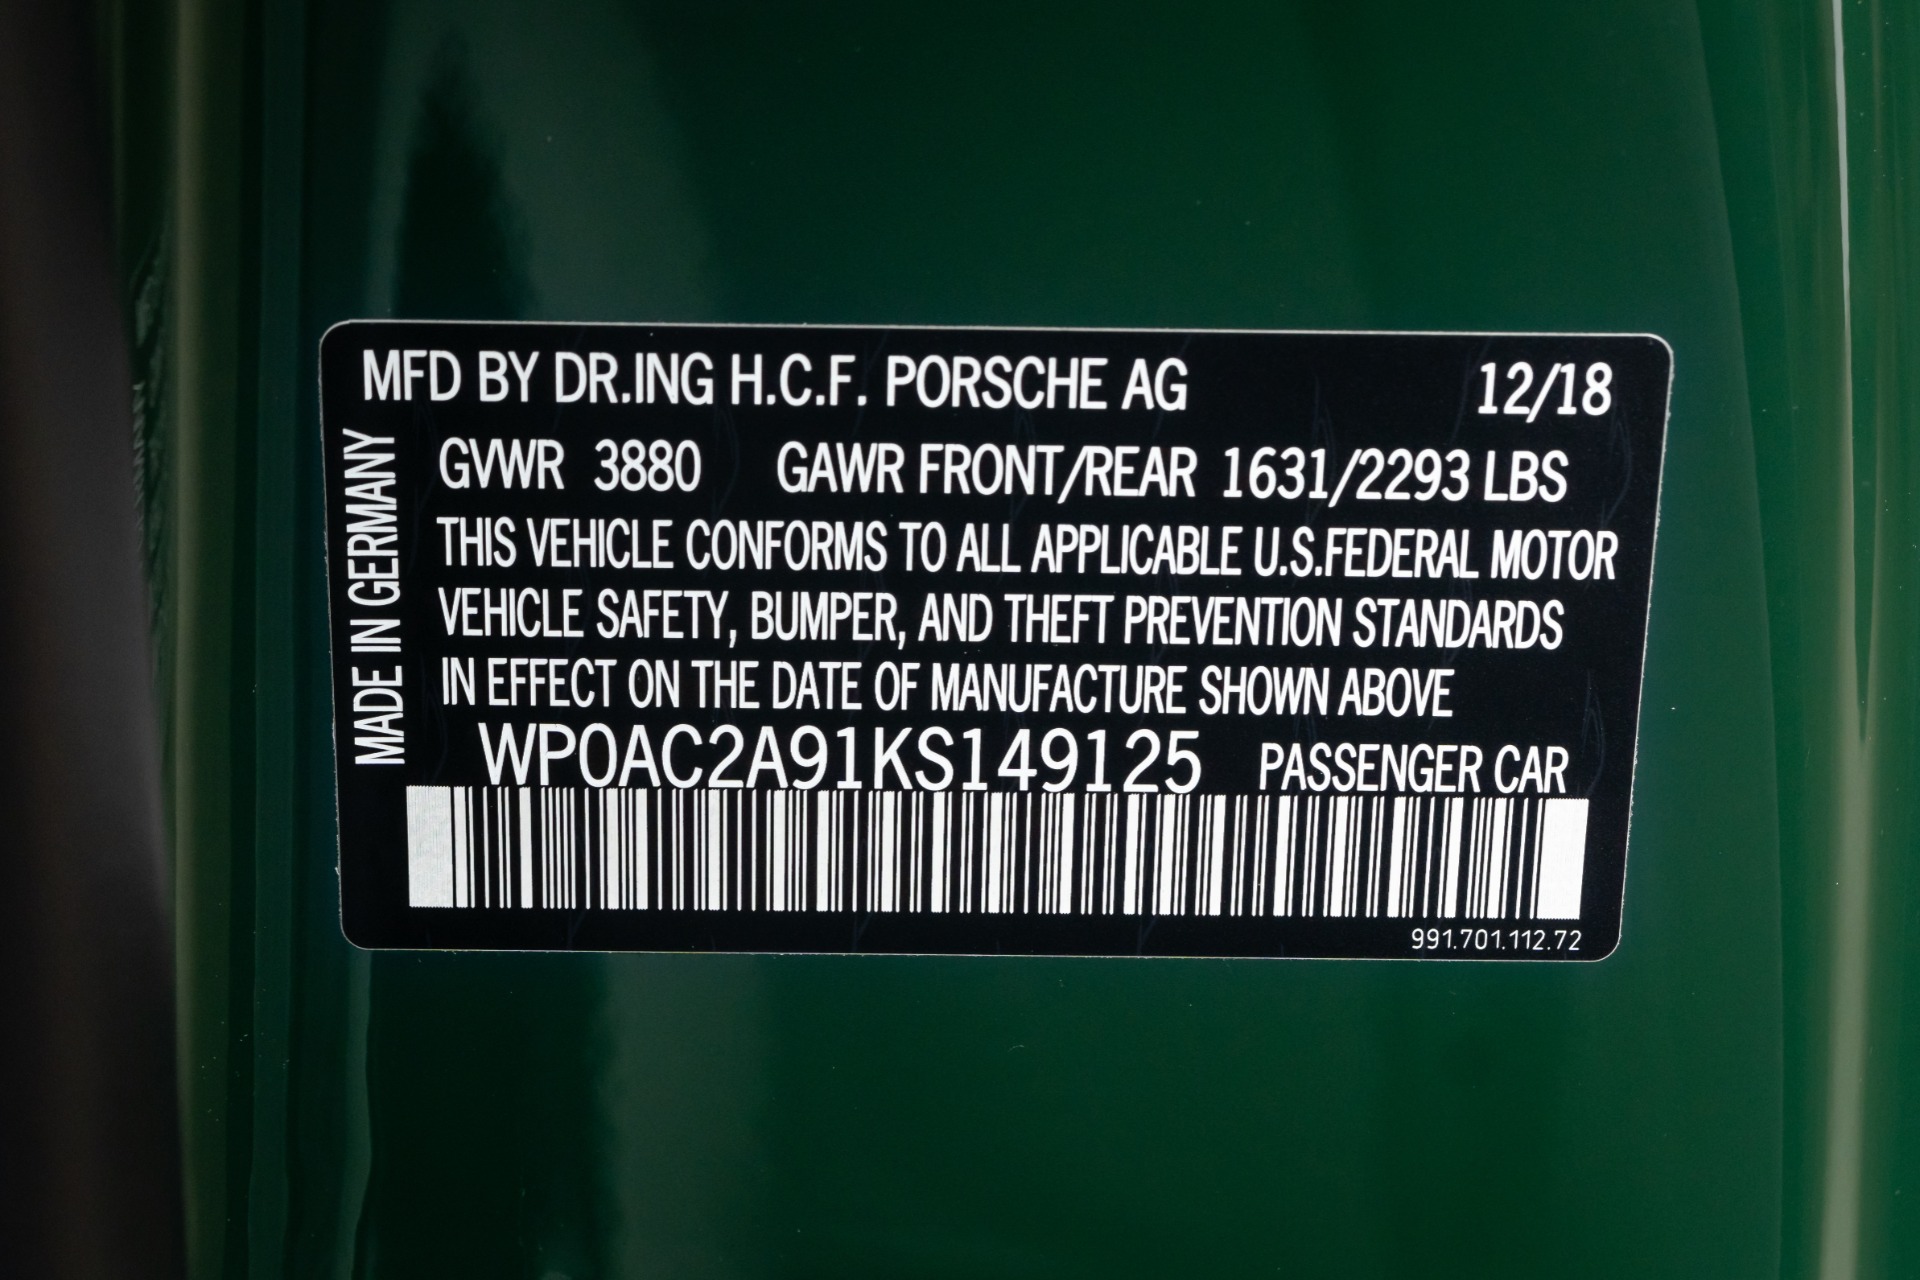 MFD BY DR.ING H.C.F. PORSCHE AG 12/18
GVWR 3880 GAWR FRONT/REAR 1631/2293 LBS
THIS VEHICLE CONFORMS TO ALL APPLICABLE U.S.FEDERAL MOTOR
VEHICLE SAFETY, BUMPER, AND THEFT PREVENTION STANDARDS
IN EFFECT ON THE DATE OF MANUFACTURE SHOWN ABOVE
WP0AC2A91KS149125 PASSENGER CAR
991.701.112.72
MADE IN GERMANY